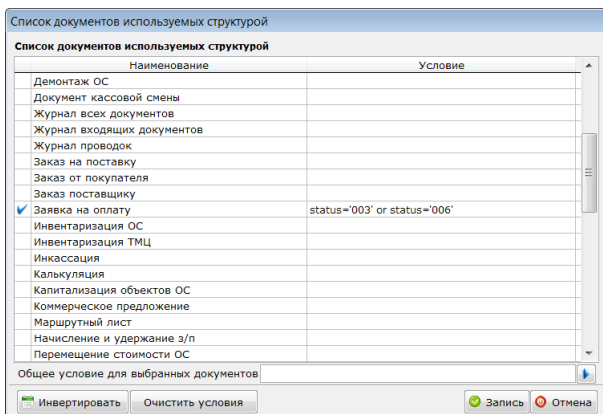 Список документов используемых структурой
Список документов используемых структурой
Наименование Условие
Демонтаж ОС
Документ кассовой смены
Журнал всех документов
Журнал входящих документов
Журнал проводок
Заказ на поставку
Заказ от покупателя
Заказ поставщику
Заявка на оплату status='003' or status='006'
Инвентаризация ОС
Инвентаризация ТМЦ
Инкассация
Калькуляция
Капитализация объектов ОС
Коммерческое предложение
Маршрутный лист
Начисление и удержание з/п
Перемещение стоимости ОС
Общее условие для выбранных документов
Инвертировать Очистить условия Запись Отмена